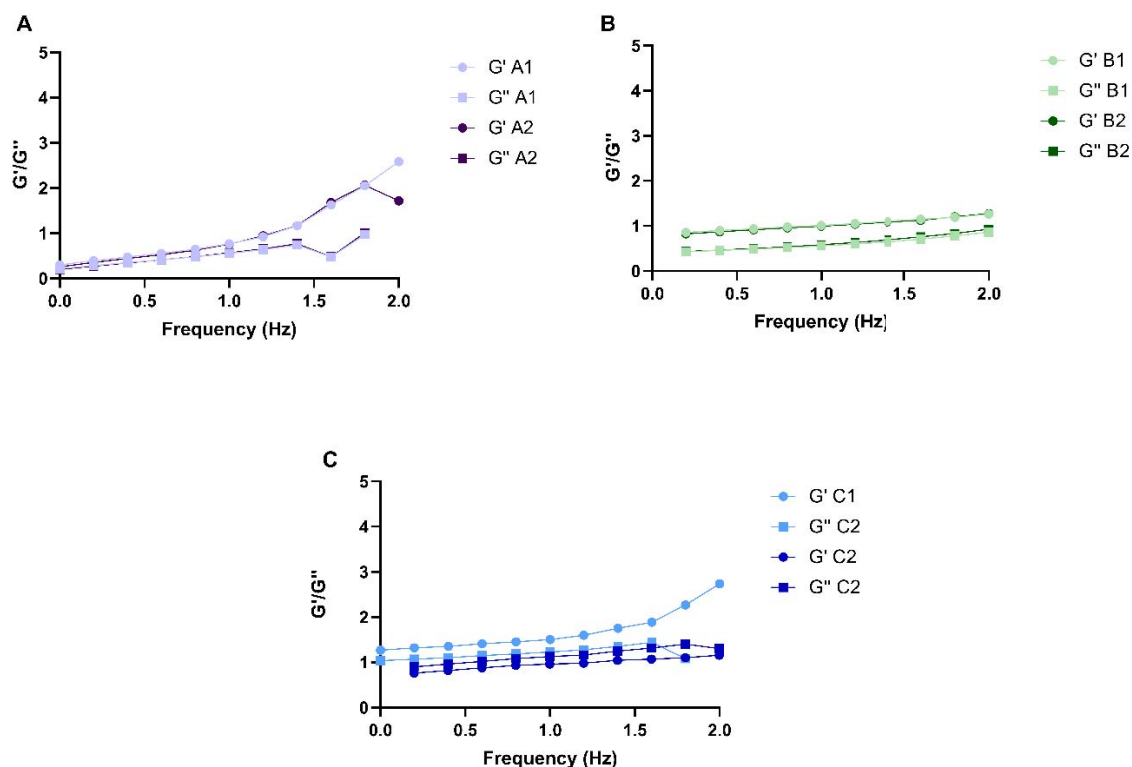 A
5
4
3
2
1
0
0.0 0.5 1.0 1.5 2.0
G'/G''
Frequency (Hz)
G' A1
G'' A1
G' A2
G'' A2
B
5
4
3
2
1
0
0.0 0.5 1.0 1.5 2.0
G'/G''
Frequency (Hz)
G' B1
G'' B1
G' B2
G'' B2
C
5
4
3
2
1
0
0.0 0.5 1.0 1.5 2.0
G'/G''
Frequency (Hz)
G' C1
G'' C2
G' C2
G'' C2